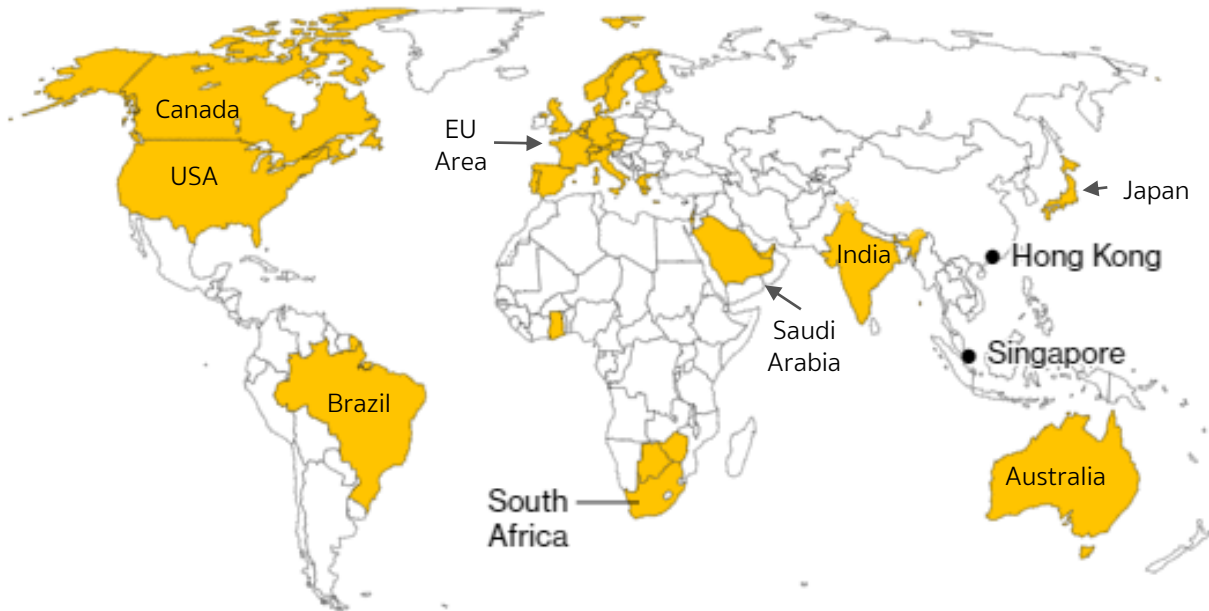 Canada
USA
EU
Area
Japan
India
Hong Kong
Saudi
Arabia
Singapore
Brazil
Australia
South
Africa